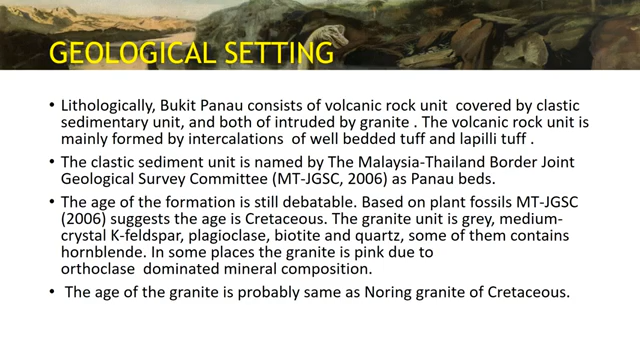 GEOLOGICAL SETTING
• Lithologically, Bukit Panau consists of volcanic rock unit  covered by clastic
sedimentary unit, and both of intruded by granite . The volcanic rock unit is
mainly formed by intercalations  of well bedded tuff and lapilli tuff .
• The clastic sediment unit is named by The Malaysia-Thailand Border Joint
Geological Survey Committee (MT-JGSC, 2006) as Panau beds.
• The age of the formation is still debatable. Based on plant fossils MT-JGSC
(2006) suggests the age is Cretaceous. The granite unit is grey, medium-
crystal K-feldspar, plagioclase, biotite and quartz, some of them contains
hornblende. In some places the granite is pink due to
orthoclase  dominated mineral composition.
• The age of the granite is probably same as Noring granite of Cretaceous.